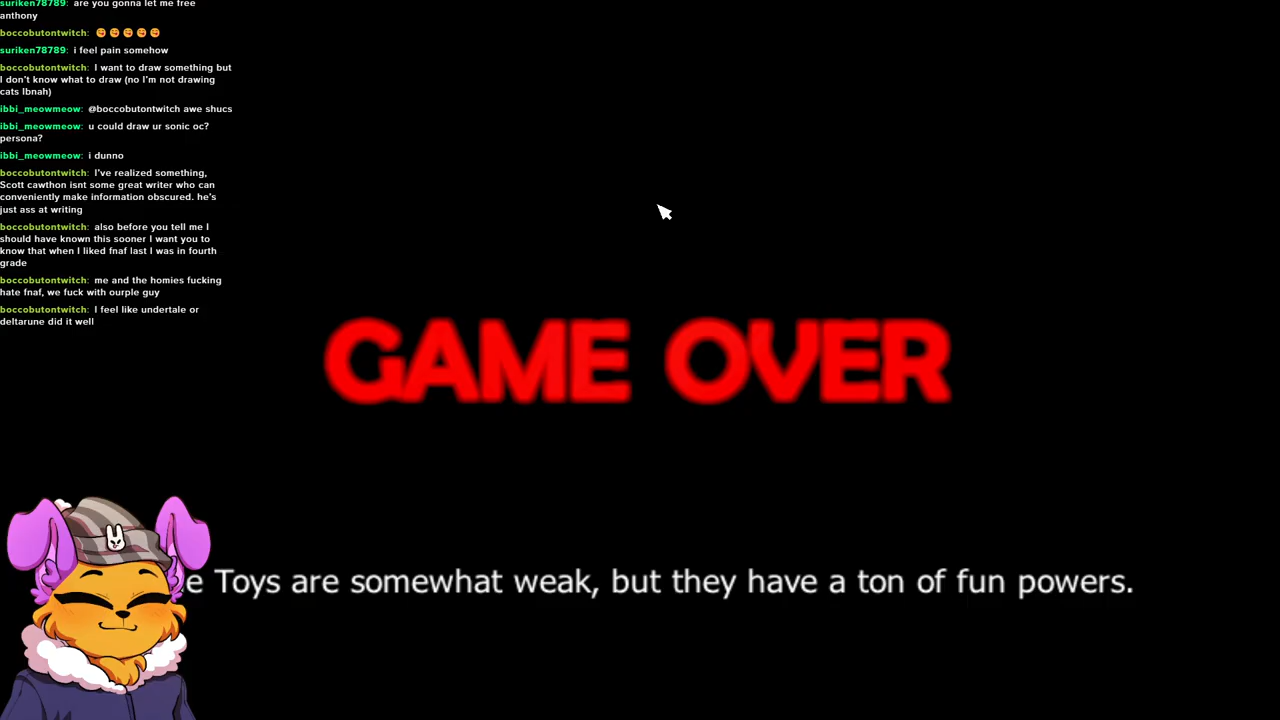 suriken78789: are you gonna let me free
anthony
boccobutontwitch: 😋 😋 😋 😋 😋
suriken78789: i feel pain somehow
boccobutontwitch: I want to draw something but
I don't know what to draw (no I'm not drawing
cats Ibnah)
ibbi_meowmeow: @boccobutontwitch awe shucs
ibbi_meowmeow: u could draw ur sonic oc?
persona?
ibbi_meowmeow: i dunno
boccobutontwitch: I've realized something,
Scott cawthon isnt some great writer who can
conveniently make information obscured. he's
just ass at writing
boccobutontwitch: also before you tell me I
should have known this sooner I want you to
know that when I liked fnaf last I was in fourth
grade
boccobutontwitch: me and the homies fucking
hate fnaf, we fuck with ourple guy
boccobutontwitch: I feel like undertale or
deltarune did it well
GAME OVER
Toys are somewhat weak, but they have a ton of fun powers.